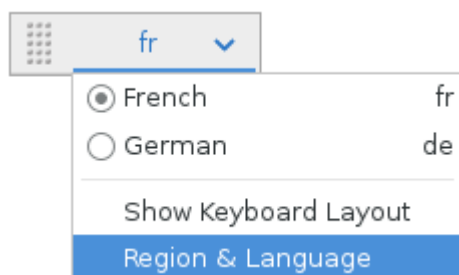 fr
French fr
German de
Show Keyboard Layout
Region & Language